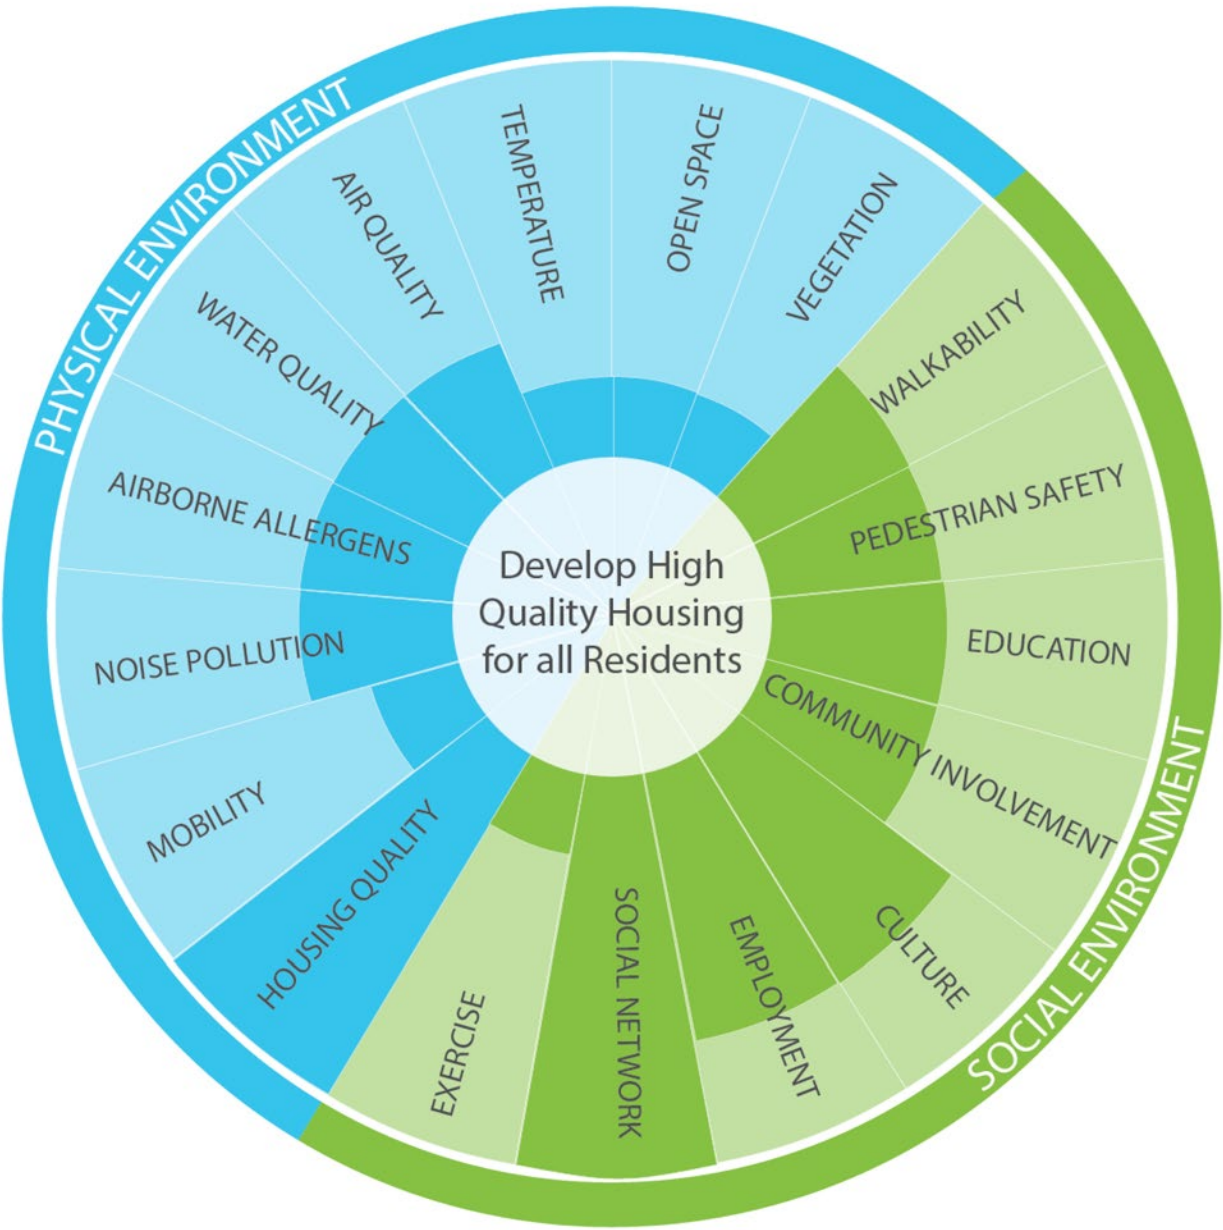 PHYSICAL ENVIRONMENT
SOCIAL ENVIRONMENT
TEMPERATURE
OPEN SPACE
VEGETATION
WALKABILITY
PEDESTRIAN SAFETY
EDUCATION
COMMUNITY INVOLVEMENT
CULTURE
EMPLOYMENT
SOCIAL NETWORK
EXERCISE
HOUSING QUALITY
MOBILITY
NOISE POLLUTION
AIRBORNE ALLERGENS
WATER QUALITY
AIR QUALITY
Develop High
Quality Housing
for all Residents